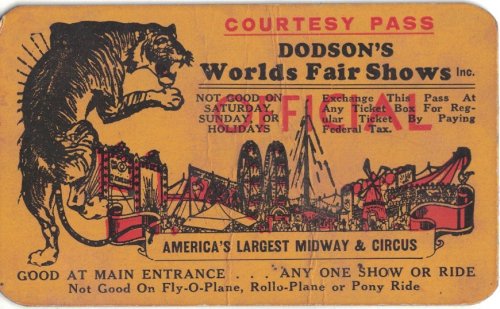 COURTESY PASS
DODSON'S
Worlds Fair Shows Inc.
NOT GOOD ON
SATURDAY,
SUNDAY, OR
HOLIDAYS
Exchange This Pass At
Any Ticket Box For Reg-
ular Ticket By Paying
Federal Tax.
OFFICIAL
AMERICA'S LARGEST MIDWAY & CIRCUS
GOOD AT MAIN ENTRANCE . . . ANY ONE SHOW OR RIDE
Not Good On Fly-O-Plane, Rollo-Plane or Pony Ride